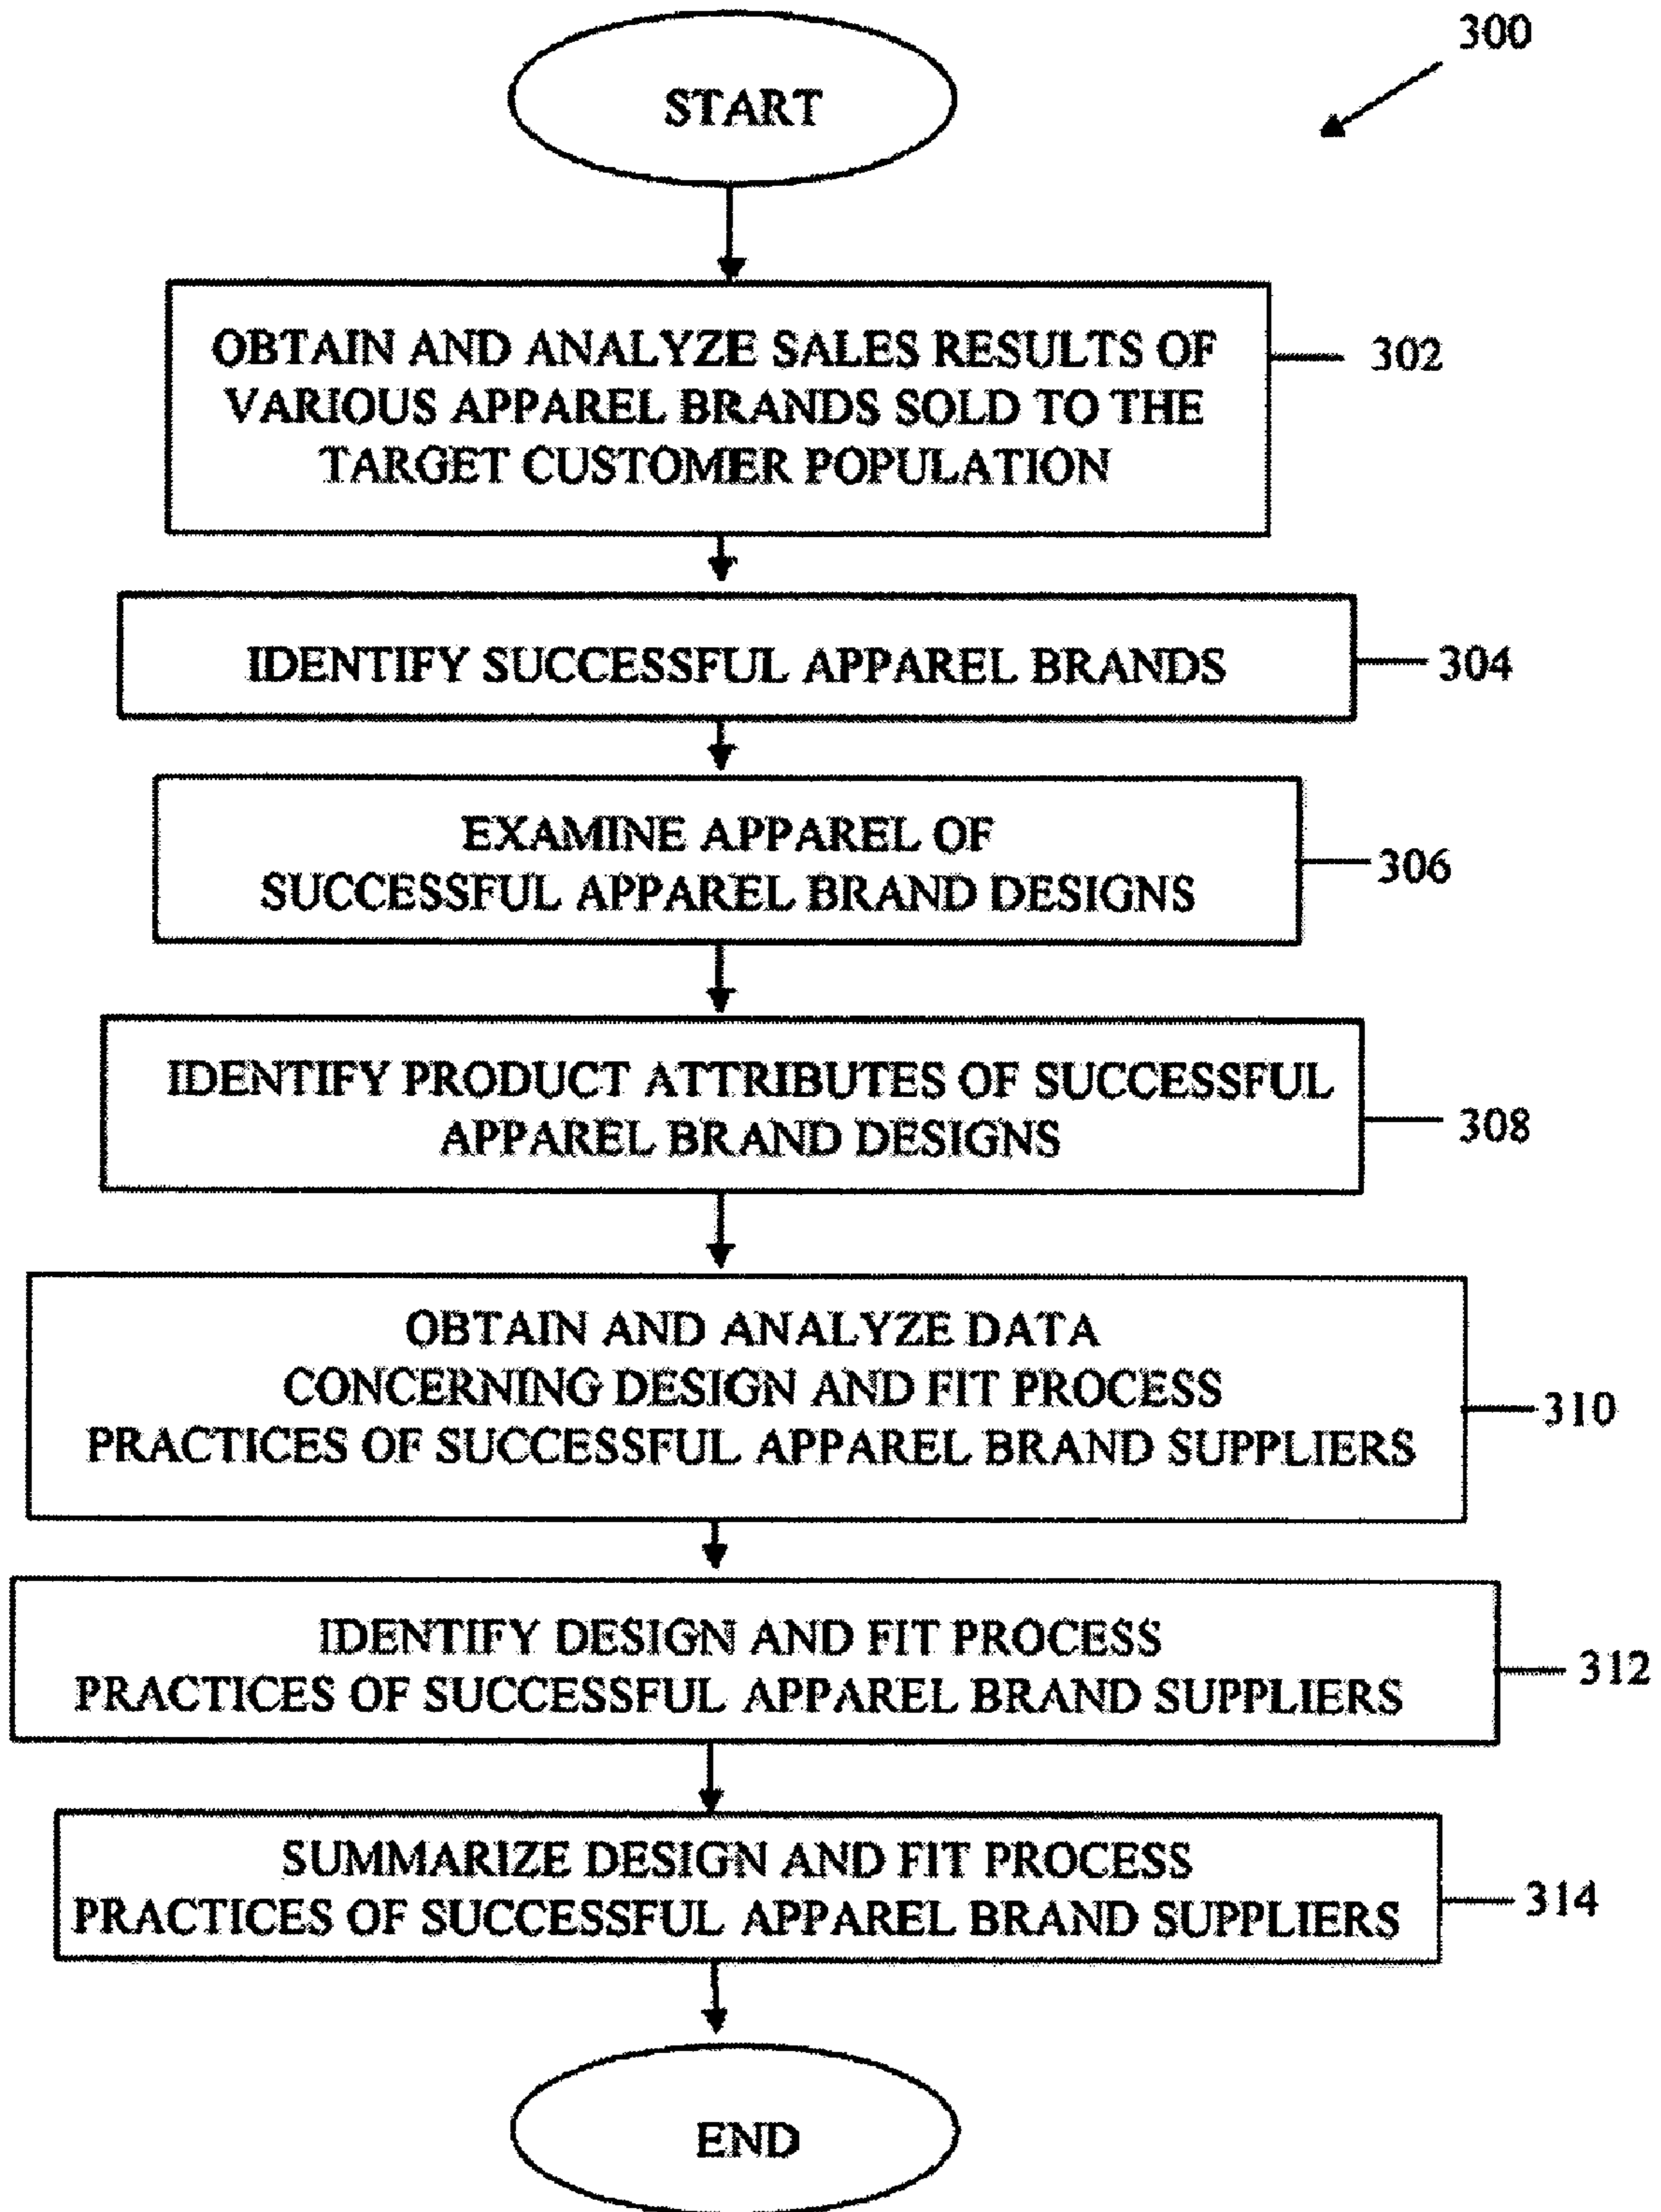 300
START
OBTAIN AND ANALYZE SALES RESULTS OF
VARIOUS APPAREL BRANDS SOLD TO THE
TARGET CUSTOMER POPULATION
302
IDENTIFY SUCCESSFUL APPAREL BRANDS
304
EXAMINE APPAREL OF
SUCCESSFUL APPAREL BRAND DESIGNS
306
IDENTIFY PRODUCT ATTRIBUTES OF SUCCESSFUL
APPAREL BRAND DESIGNS
308
OBTAIN AND ANALYZE DATA
CONCERNING DESIGN AND FIT PROCESS
PRACTICES OF SUCCESSFUL APPAREL BRAND SUPPLIERS
310
IDENTIFY DESIGN AND FIT PROCESS
PRACTICES OF SUCCESSFUL APPAREL BRAND SUPPLIERS
312
SUMMARIZE DESIGN AND FIT PROCESS
PRACTICES OF SUCCESSFUL APPAREL BRAND SUPPLIERS
314
END